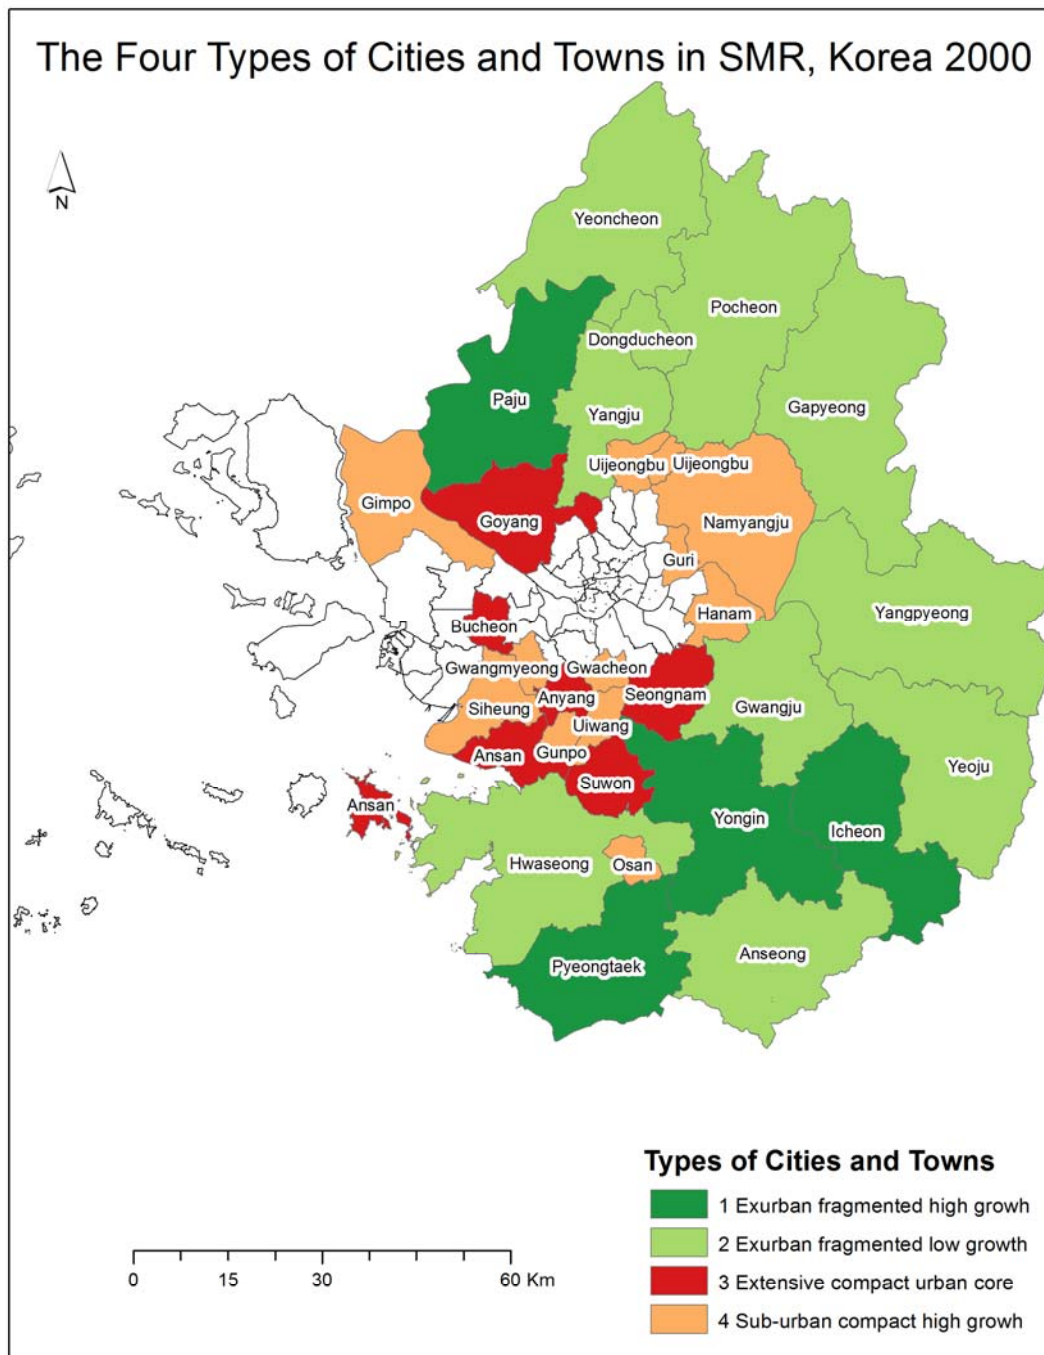 The Four Types of Cities and Towns in SMR, Korea 2000
N
Yeoncheon
Pocheon
Dongducheon
Paju
Yangju
Gapyeong
Uijeongbu
Uijeongbu
Gimpo
Goyang
Namyangju
Guri
Hanam
Yangpyeong
Bucheon
Gwangmyeong
Gwacheon
Seongnam
Anyang
Siheung
Gwangju
Uiwang
Ansan
Gunpo
Yeoju
Suwon
Ansan
Yongin
Icheon
Hwaseong
Osan
Anseong
Pyeongtaek
Types of Cities and Towns
1 Exurban fragmented high growh
2 Exurban fragmented low growth
3 Extensive compact urban core
4 Sub-urban compact high growh
0 15 30 60 Km